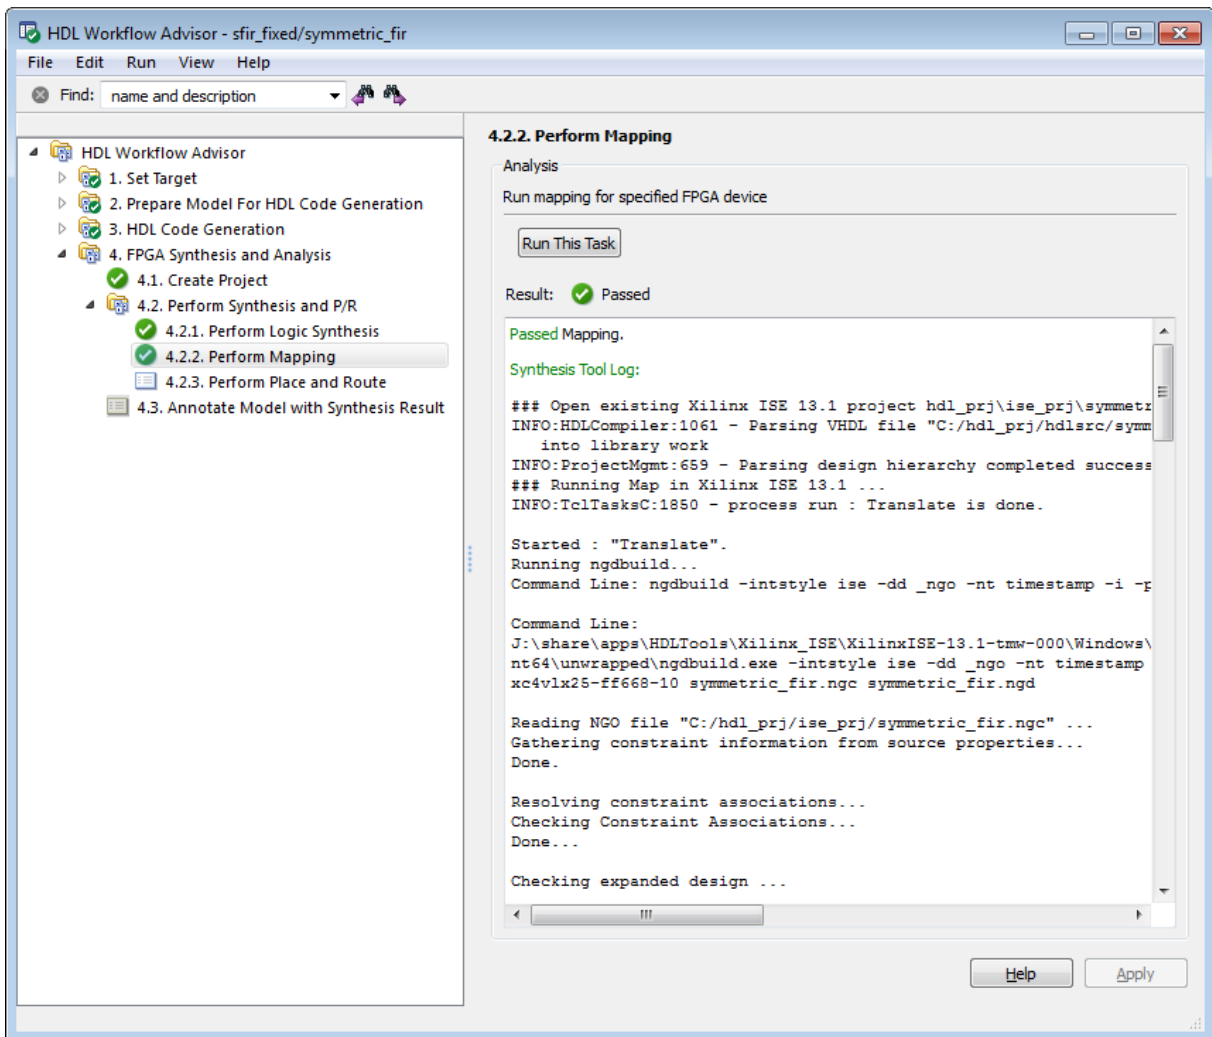 HDL Workflow Advisor - sfir_fixed/symmetric_fir
File Edit Run View Help
Find: name and description
HDL Workflow Advisor
1. Set Target
2. Prepare Model For HDL Code Generation
3. HDL Code Generation
4. FPGA Synthesis and Analysis
4.1. Create Project
4.2. Perform Synthesis and P/R
4.2.1. Perform Logic Synthesis
4.2.2. Perform Mapping
4.2.3. Perform Place and Route
4.3. Annotate Model with Synthesis Result
4.2.2. Perform Mapping
Analysis
Run mapping for specified FPGA device
Run This Task
Result: Passed
Passed Mapping.
Synthesis Tool Log:
### Open existing Xilinx ISE 13.1 project hdl_prj\ise_prj\symmetr
INFO:HDLCompiler:1061 - Parsing VHDL file "C:/hdl_prj/hdlsrc/symm
into library work
INFO:ProjectMgmt:659 - Parsing design hierarchy completed success
### Running Map in Xilinx ISE 13.1 ...
INFO:TclTasksC:1850 - process run : Translate is done.
Started : "Translate".
Running ngdbuild...
Command Line: ngdbuild -intstyle ise -dd _ngo -nt timestamp -i -p
Command Line:
J:\share\apps\HDLTools\Xilinx_ISE\XilinxISE-13.1-tmw-000\Windows\
nt64\unwrapped\ngdbuild.exe -intstyle ise -dd _ngo -nt timestamp
xc4vlx25-ff668-10 symmetric_fir.ngc symmetric_fir.ngd
Reading NGO file "C:/hdl_prj/ise_prj/symmetric_fir.ngc" ...
Gathering constraint information from source properties...
Done.
Resolving constraint associations...
Checking Constraint Associations...
Done...
Checking expanded design ...
Help Apply